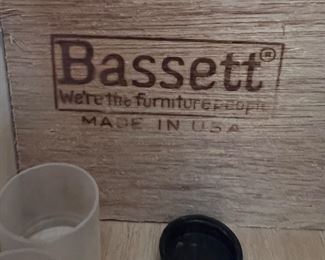 Bassett®
We're the furniture people
MADE IN USA